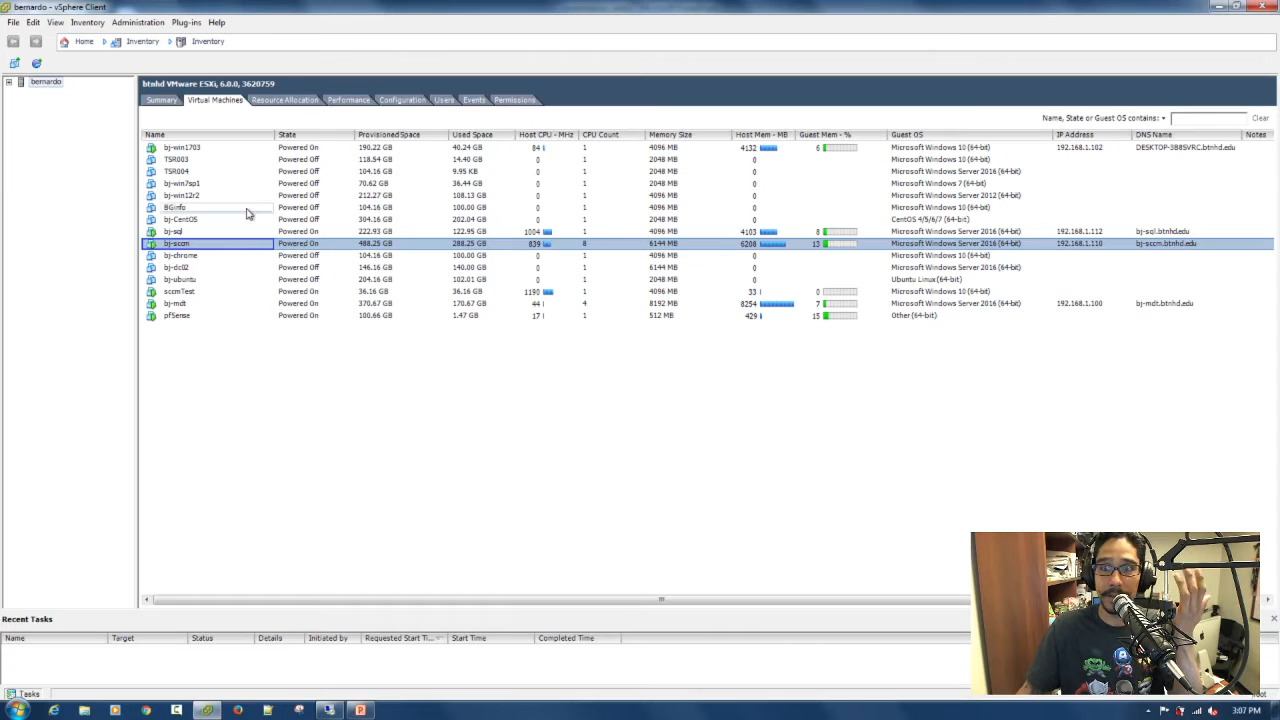 bernardo - vSphere Client
File Edit View Inventory Administration Plug-ins Help
Home Inventory Inventory
bernardo
btnhd VMware ESXi, 6.0.0, 3620759
Summary Virtual Machines Resource Allocation Performance Configuration Users Events Permissions
Name, State or Guest OS contains: Clear
Name State Provisioned Space Used Space Host CPU - MHz CPU Count Memory Size Host Mem - MB Guest Mem - % Guest OS IP Address DNS Name Notes
bj-win1703 Powered On 190.22 GB 40.24 GB 84 1 4096 MB 4132 6 Microsoft Windows 10 (64-bit) 192.168.1.102 DESKTOP-3B8SVRC.btnhd.edu
TSR003 Powered Off 118.54 GB 14.40 GB 0 1 2048 MB 0 Microsoft Windows 10 (64-bit)
TSR004 Powered Off 104.16 GB 9.95 KB 0 1 2048 MB 0 Microsoft Windows Server 2016 (64-bit)
bj-win7sp1 Powered Off 70.62 GB 36.44 GB 0 1 2048 MB 0 Microsoft Windows 7 (64-bit)
bj-win12r2 Powered Off 212.27 GB 108.13 GB 0 1 4096 MB 0 Microsoft Windows Server 2012 (64-bit)
BGinfo Powered Off 104.16 GB 100.00 GB 0 1 4096 MB 0 Microsoft Windows 10 (64-bit)
bj-CentOS Powered Off 304.16 GB 202.04 GB 0 1 2048 MB 0 CentOS 4/5/6/7 (64-bit)
bj-sql Powered On 222.93 GB 122.95 GB 1004 1 4096 MB 4103 8 Microsoft Windows Server 2016 (64-bit) 192.168.1.112 bj-sql.btnhd.edu
bj-sccm Powered On 488.25 GB 288.25 GB 839 8 6144 MB 6208 13 Microsoft Windows Server 2016 (64-bit) 192.168.1.110 bj-sccm.btnhd.edu
bj-chrome Powered Off 104.16 GB 100.00 GB 0 1 4096 MB 0 Microsoft Windows 10 (64-bit)
bj-dc02 Powered Off 146.16 GB 140.00 GB 0 1 6144 MB 0 Microsoft Windows Server 2016 (64-bit)
bj-ubuntu Powered Off 204.16 GB 102.01 GB 0 1 2048 MB 0 Ubuntu Linux (64-bit)
sccmTest Powered On 36.16 GB 36.16 GB 1190 1 4096 MB 33 0 Microsoft Windows 10 (64-bit)
bj-mdt Powered On 370.67 GB 170.67 GB 44 4 8192 MB 8254 7 Microsoft Windows Server 2016 (64-bit) 192.168.1.100 bj-mdt.btnhd.edu
pfSense Powered On 100.66 GB 1.47 GB 17 1 512 MB 429 15 Other (64-bit)
Recent Tasks
Name Target Status Details Initiated by Requested Start Ti... Start Time Completed Time
Tasks root
3:07 PM